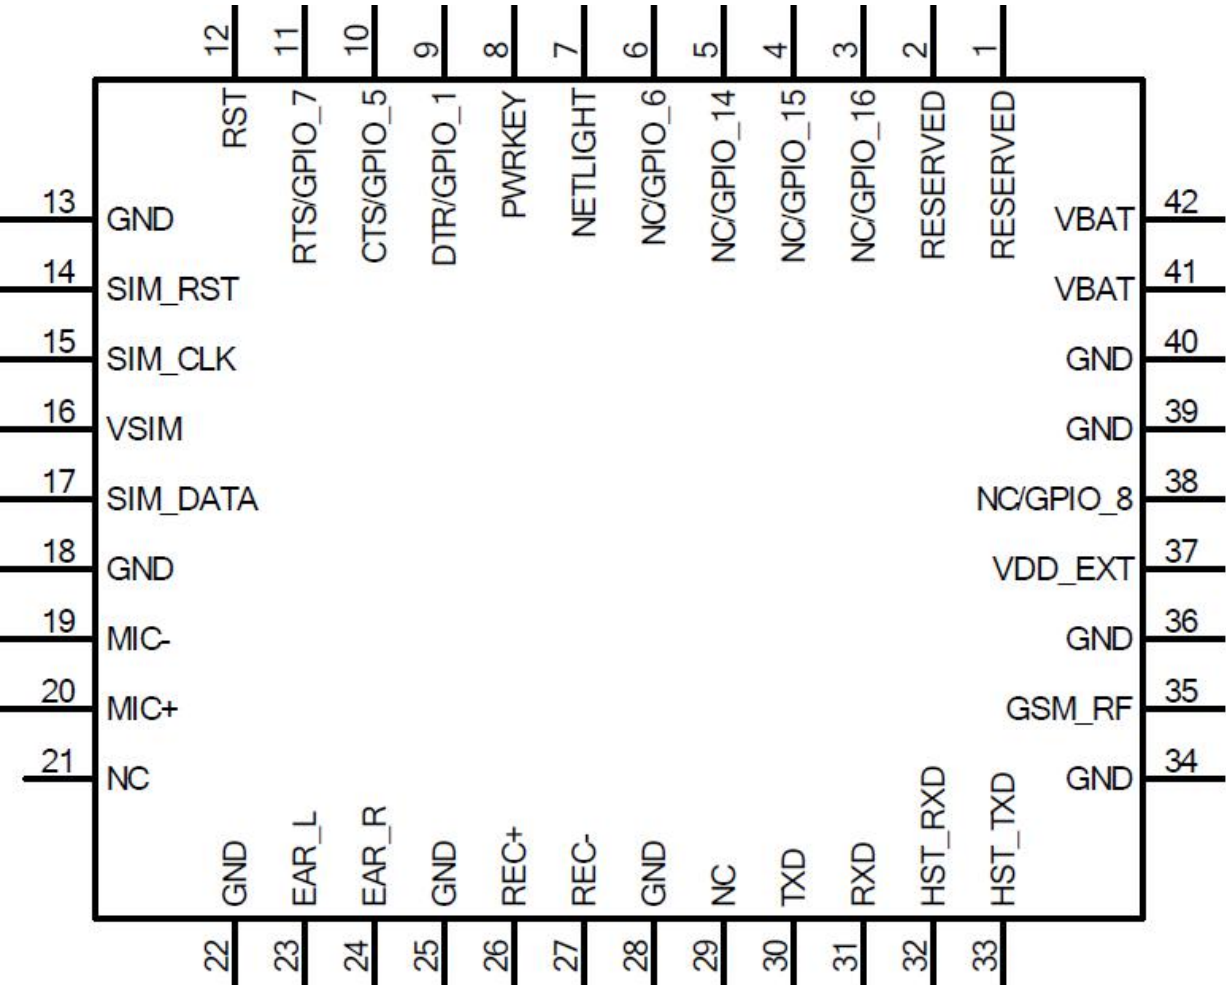 12 11 10 9 8 7 6 5 4 3 2 1
RST RTS/GPIO_7 CTS/GPIO_5 DTR/GPIO_1 PWRKEY NETLIGHT NC/GPIO_6 NC/GPIO_14 NC/GPIO_15 NC/GPIO_16 RESERVED RESERVED
13 GND VBAT 42
14 SIM_RST VBAT 41
15 SIM_CLK GND 40
16 VSIM GND 39
17 SIM_DATA NC/GPIO_8 38
18 GND VDD_EXT 37
19 MIC- GND 36
20 MIC+ GSM_RF 35
21 NC GND 34
GND EAR_L EAR_R GND REC+ REC- GND NC TXD RXD HST_RXD HST_TXD
22 23 24 25 26 27 28 29 30 31 32 33